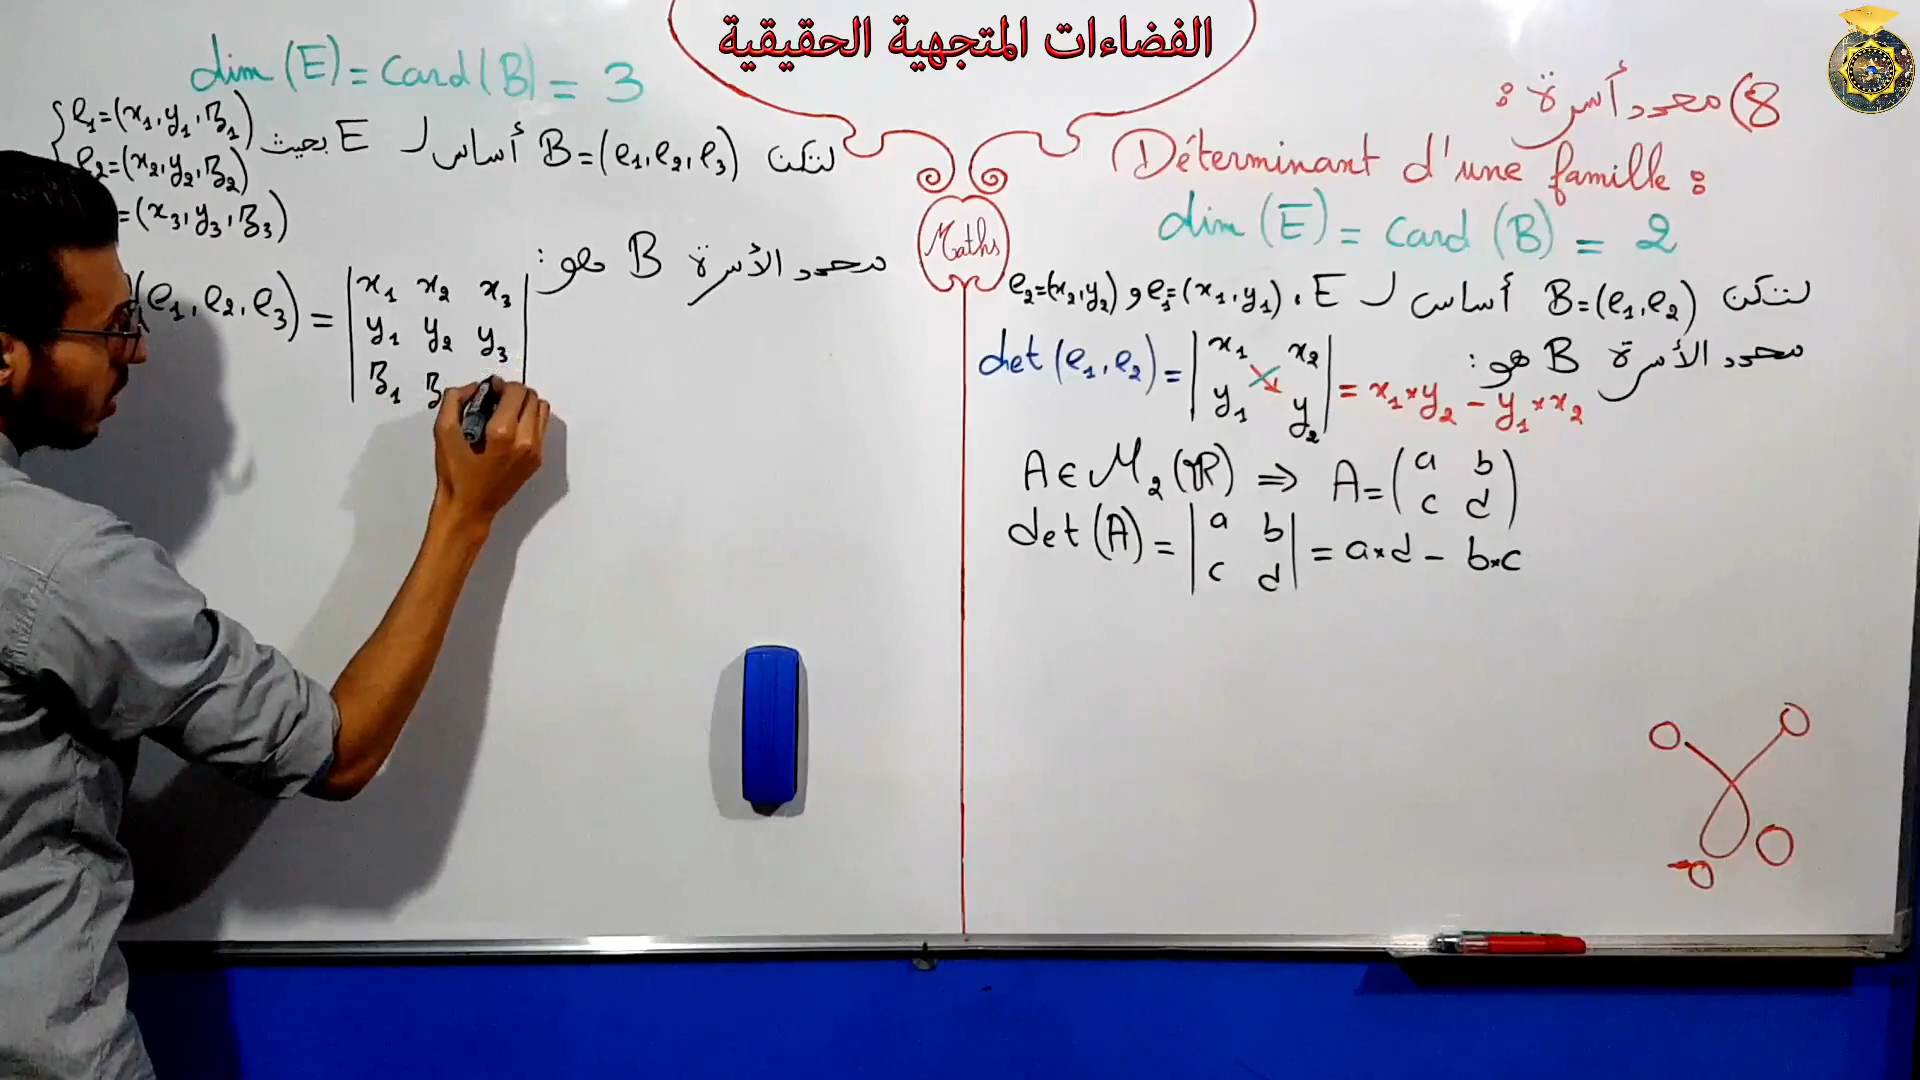 الفضاءات المتجهية الحقيقية
8) محدد أسرة :
Déterminant d'une famille :
dim (E) = Card (B) = 2
لتكن B=(e₁,e₂) أساس لـ E ، e₁=(x₁,y₁) و e₂=(x₂,y₂)
محدد الأسرة B هو :
det (e₁,e₂) = | x₁ x₂ |
| y₁ y₂ | = x₁×y₂ − y₁×x₂
A ∈ M₂(ℝ) ⇒ A = ( a b )
( c d )
det (A) = | a b |
| c d | = a×d − b×c
Maths
dim (E) = Card (B) = 3
لتكن B=(e₁,e₂,e₃) أساس لـ E بحيث
e₁=(x₁,y₁,z₁)
e₂=(x₂,y₂,z₂)
=(x₃,y₃,z₃)
محدد الأسرة B هو :
(e₁,e₂,e₃) = | x₁ x₂ x₃ |
| y₁ y₂ y₃ |
| z₁ z